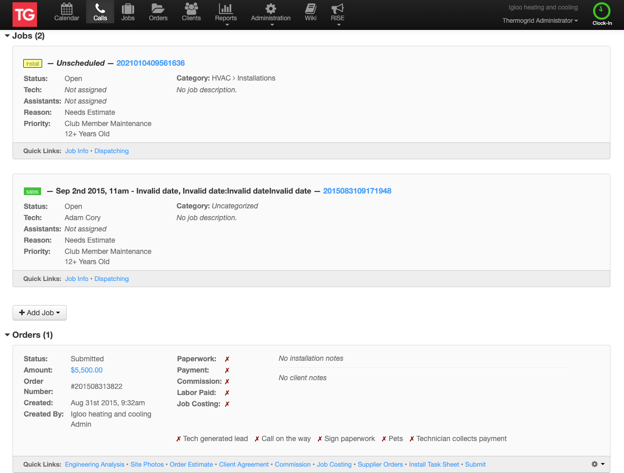 TG
Calendar
Calls
Jobs
Orders
Clients
Reports
Administration
Wiki
RISE
Igloo heating and cooling
Thermogrid Administrator
Clock-In
Jobs (2)
install — Unscheduled — 2021010409561636
Status: Open
Tech: Not assigned
Assistants: Not assigned
Reason: Needs Estimate
Priority: Club Member Maintenance
12+ Years Old
Category: HVAC › Installations
No job description.
Quick Links: Job Info • Dispatching
sales — Sep 2nd 2015, 11am - Invalid date, Invalid date:Invalid dateInvalid date — 2015083109171948
Status: Open
Tech: Adam Cory
Assistants: Not assigned
Reason: Needs Estimate
Priority: Club Member Maintenance
12+ Years Old
Category: Uncategorized
No job description.
Quick Links: Job Info • Dispatching
+ Add Job
Orders (1)
Status: Submitted
Amount: $5,500.00
Order
Number: #201508313822
Created: Aug 31st 2015, 9:32am
Created By: Igloo heating and cooling
Admin
Paperwork: ✗
Payment: ✗
Commission: ✗
Labor Paid: ✗
Job Costing: ✗
No installation notes
No client notes
✗ Tech generated lead ✗ Call on the way ✗ Sign paperwork ✗ Pets ✗ Technician collects payment
Quick Links: Engineering Analysis • Site Photos • Order Estimate • Client Agreement • Commission • Job Costing • Supplier Orders • Install Task Sheet • Submit